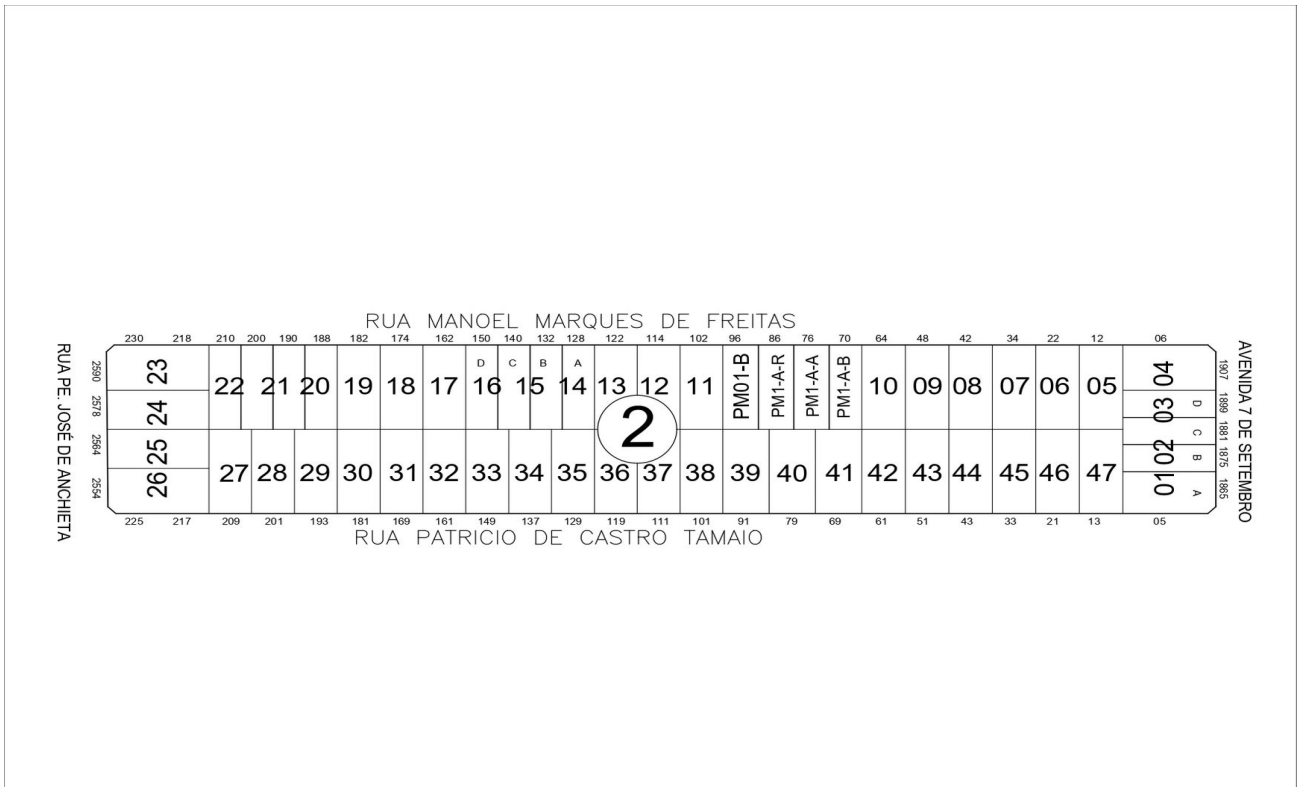 RUA MANOEL MARQUES DE FREITAS
230 218 210 200 190 188 182 174 162 150 140 132 128 122 114 102 96 86 76 70 64 48 42 34 22 12 06
RUA PE. JOSÉ DE ANCHIETA
2590 2578 2564 2554
23 24 25 26
22 21 20 19 18 17 16 15 14 13 12 11 PM01-B PM1-A-R PM1-A-A PM1-A-B 10 09 08 07 06 05
D C B A
2
27 28 29 30 31 32 33 34 35 36 37 38 39 40 41 42 43 44 45 46 47
04 03 02 01
D C B A
1907 1899 1881 1875 1865
AVENIDA 7 DE SETEMBRO
225 217 209 201 193 181 169 161 149 137 129 119 111 101 91 79 69 61 51 43 33 21 13 05
RUA PATRICIO DE CASTRO TAMAIO